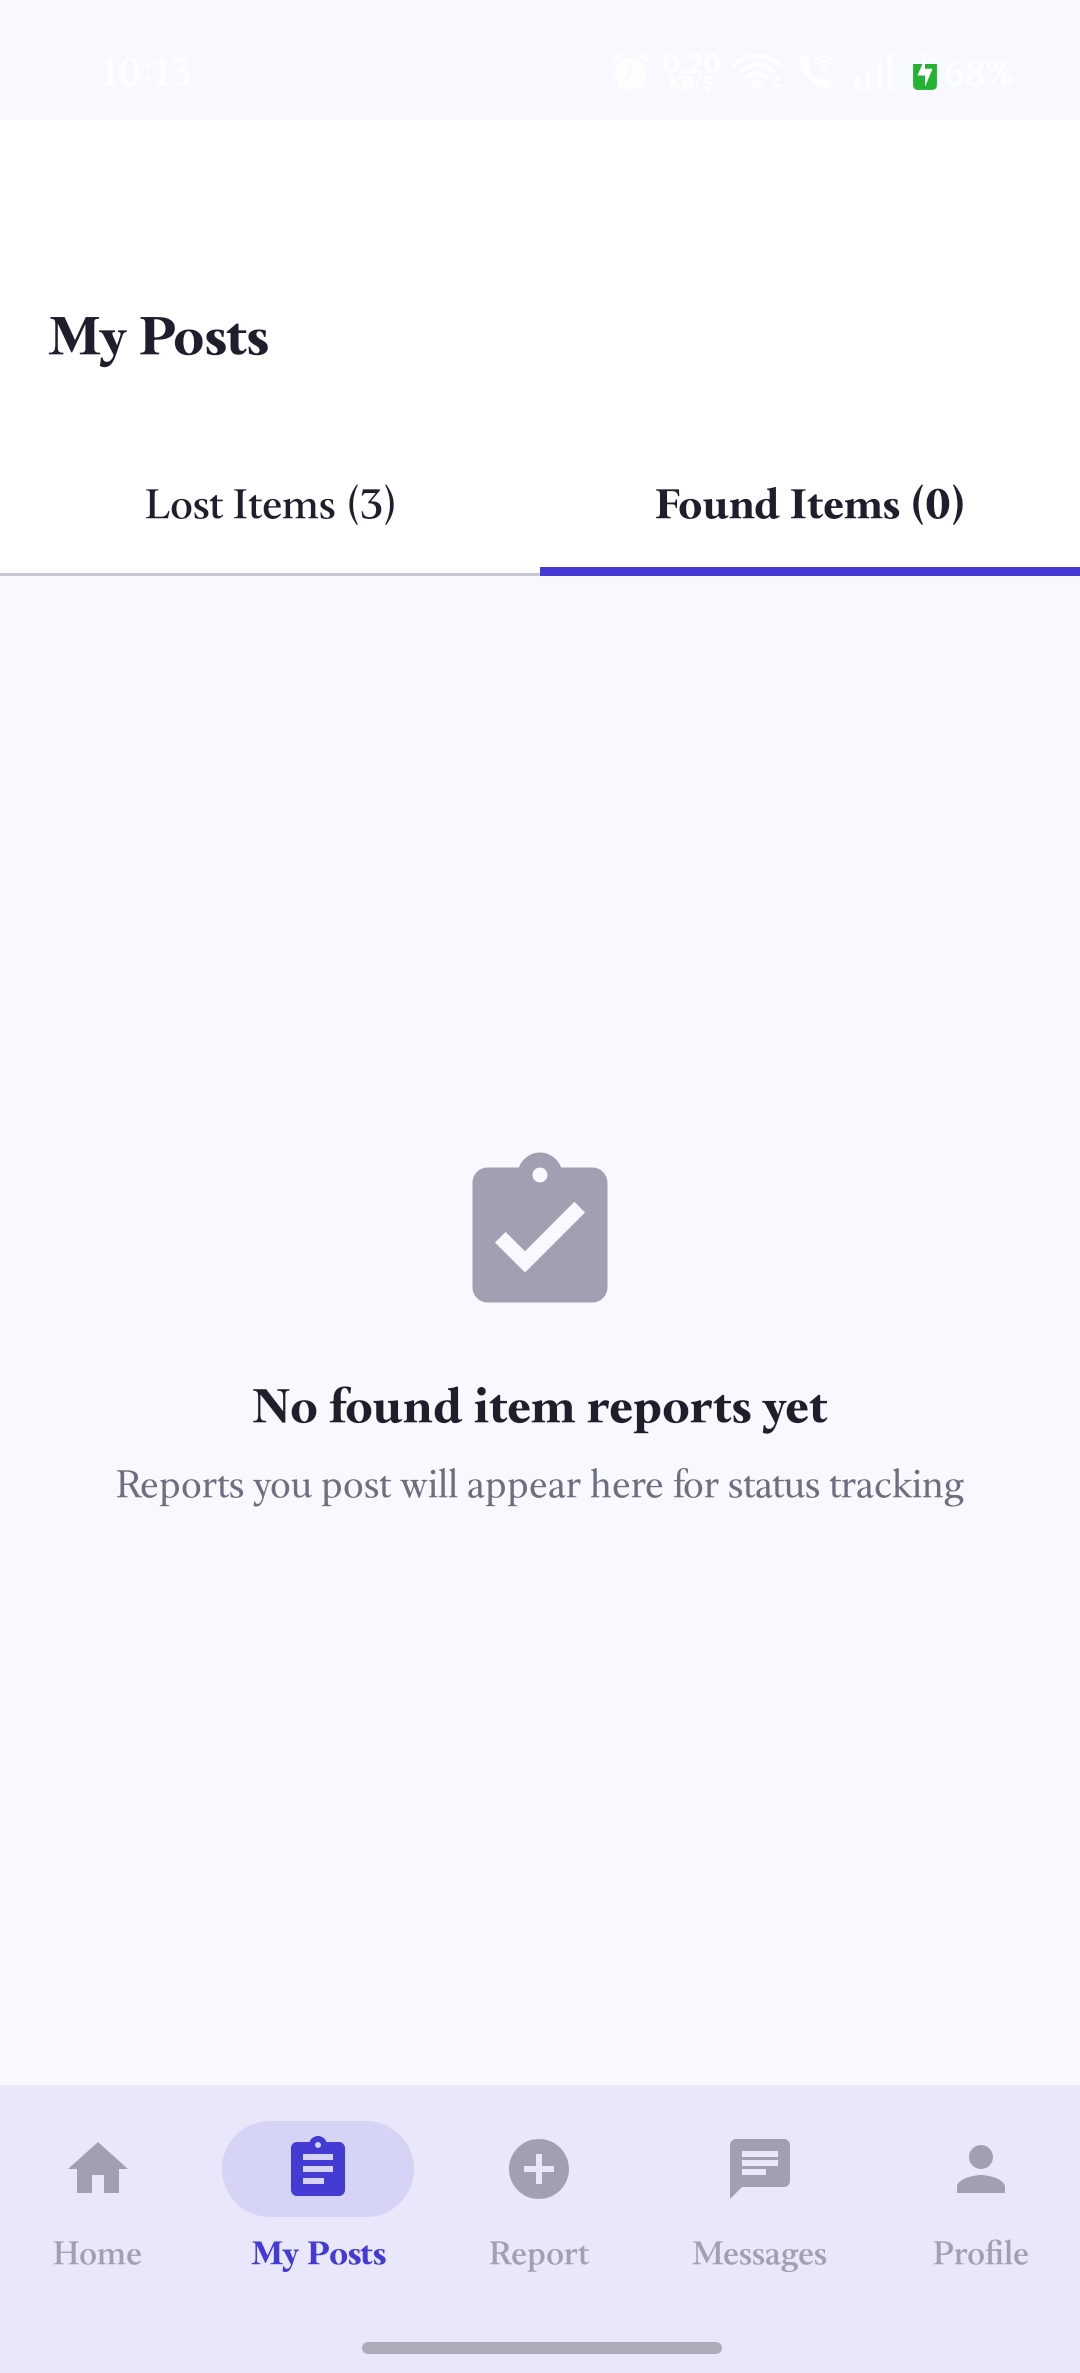 10:13
0.20
KB/S
68%
My Posts
Lost Items (3)
Found Items (0)
No found item reports yet
Reports you post will appear here for status tracking
Home
My Posts
Report
Messages
Profile